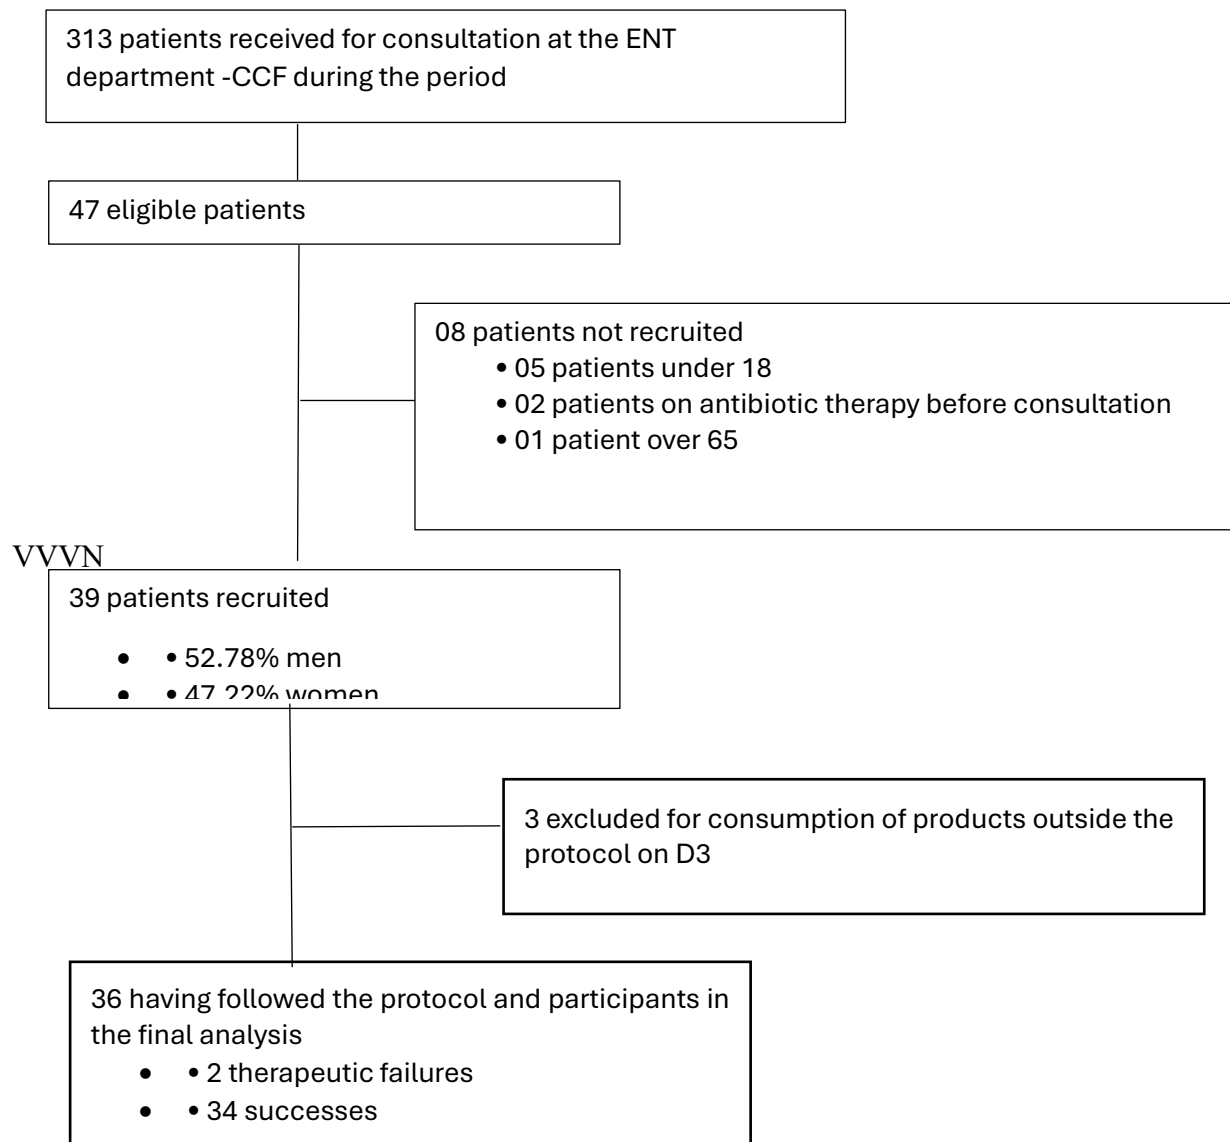 313 patients received for consultation at the ENT
department -CCF during the period
47 eligible patients
08 patients not recruited
• 05 patients under 18
• 02 patients on antibiotic therapy before consultation
• 01 patient over 65
VVVN
39 patients recruited
• • 52.78% men
• • 47.22% women
3 excluded for consumption of products outside the
protocol on D3
36 having followed the protocol and participants in
the final analysis
• • 2 therapeutic failures
• • 34 successes